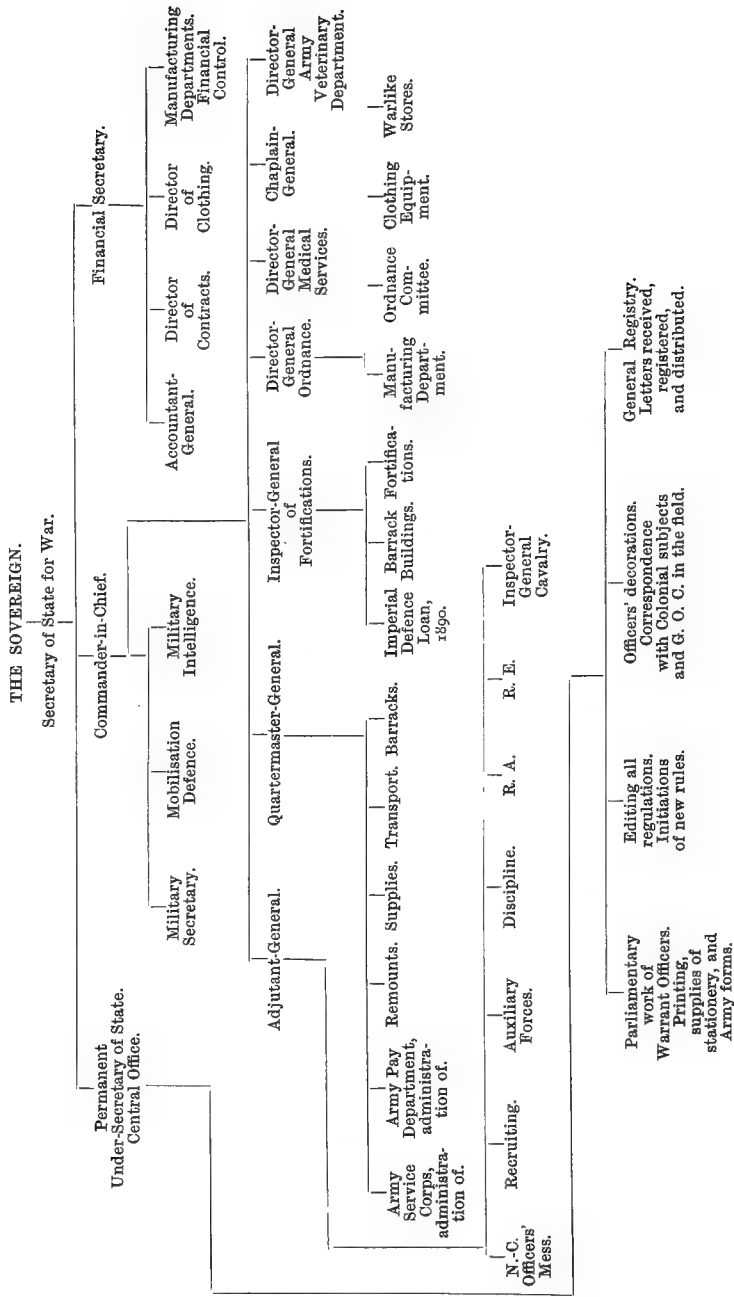 THE SOVEREIGN.
Secretary of State for War.
Permanent
Under-Secretary of State.
Central Office.
Commander-in-Chief.
Financial Secretary.
Military
Secretary.
Mobilisation
Defence.
Military
Intelligence.
Accountant-
General.
Director
of
Contracts.
Director
of
Clothing.
Manufacturing
Departments.
Financial
Control.
Adjutant-General.
Quartermaster-General.
Inspector-General
of
Fortifications.
Director-
General
Ordnance.
Director-
General
Medical
Services.
Chaplain-
General.
Director-
General
Army
Veterinary
Department.
Army
Service
Corps,
administra-
tion of.
Army Pay
Department,
administra-
tion of.
Remounts.
Supplies.
Transport.
Barracks.
Imperial
Defence
Loan,
1890.
Barrack
Buildings.
Fortifica-
tions.
Manu-
facturing
Depart-
ment.
Ordnance
Com-
mittee.
Clothing
Equip-
ment.
Warlike
Stores.
N.-C.
Officers'
Mess.
Recruiting.
Auxiliary
Forces.
Discipline.
R. A.
R. E.
Inspector-
General
Cavalry.
Parliamentary
work of
Warrant Officers.
Printing,
supplies of
stationery, and
Army forms.
Editing all
regulations.
Initiations
of new rules.
Officers' decorations.
Correspondence
with Colonial subjects
and G. O. C. in the field.
General Registry.
Letters received,
registered,
and distributed.